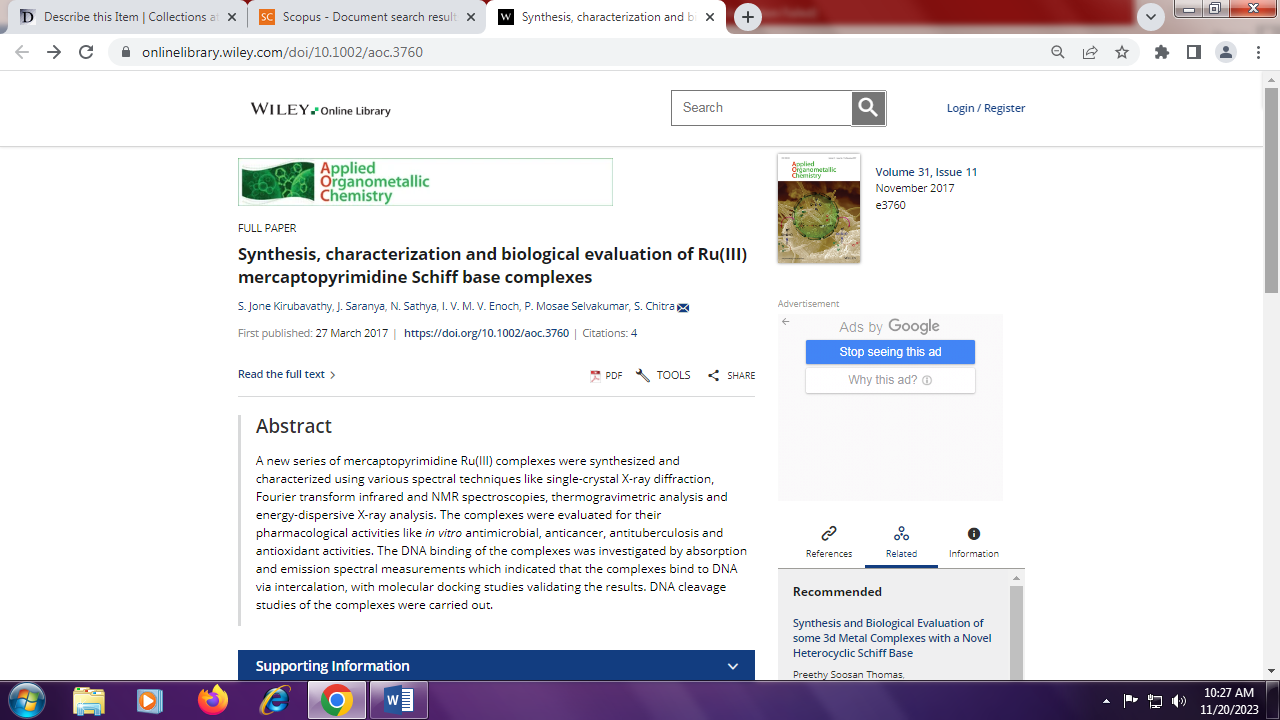 Describe this Item | Collections at
Scopus - Document search result
Synthesis, characterization and b
onlinelibrary.wiley.com/doi/10.1002/aoc.3760
WILEY Online Library
Search
Login / Register
Applied
Organometallic
Chemistry
FULL PAPER
Synthesis, characterization and biological evaluation of Ru(III)
mercaptopyrimidine Schiff base complexes
S. Jone Kirubavathy, J. Saranya, N. Sathya, I. V. M. V. Enoch, P. Mosae Selvakumar, S. Chitra
First published: 27 March 2017 | https://doi.org/10.1002/aoc.3760 | Citations: 4
Read the full text
PDF TOOLS SHARE
Abstract
A new series of mercaptopyrimidine Ru(III) complexes were synthesized and
characterized using various spectral techniques like single-crystal X-ray diffraction,
Fourier transform infrared and NMR spectroscopies, thermogravimetric analysis and
energy-dispersive X-ray analysis. The complexes were evaluated for their
pharmacological activities like in vitro antimicrobial, anticancer, antituberculosis and
antioxidant activities. The DNA binding of the complexes was investigated by absorption
and emission spectral measurements which indicated that the complexes bind to DNA
via intercalation, with molecular docking studies validating the results. DNA cleavage
studies of the complexes were carried out.
Supporting Information
Applied
Organometallic
Chemistry
Volume 31, Issue 11
November 2017
e3760
Advertisement
Ads by Google
Stop seeing this ad
Why this ad?
References Related Information
Recommended
Synthesis and Biological Evaluation of
some 3d Metal Complexes with a Novel
Heterocyclic Schiff Base
Preethy Soosan Thomas,
10:27 AM
11/20/2023